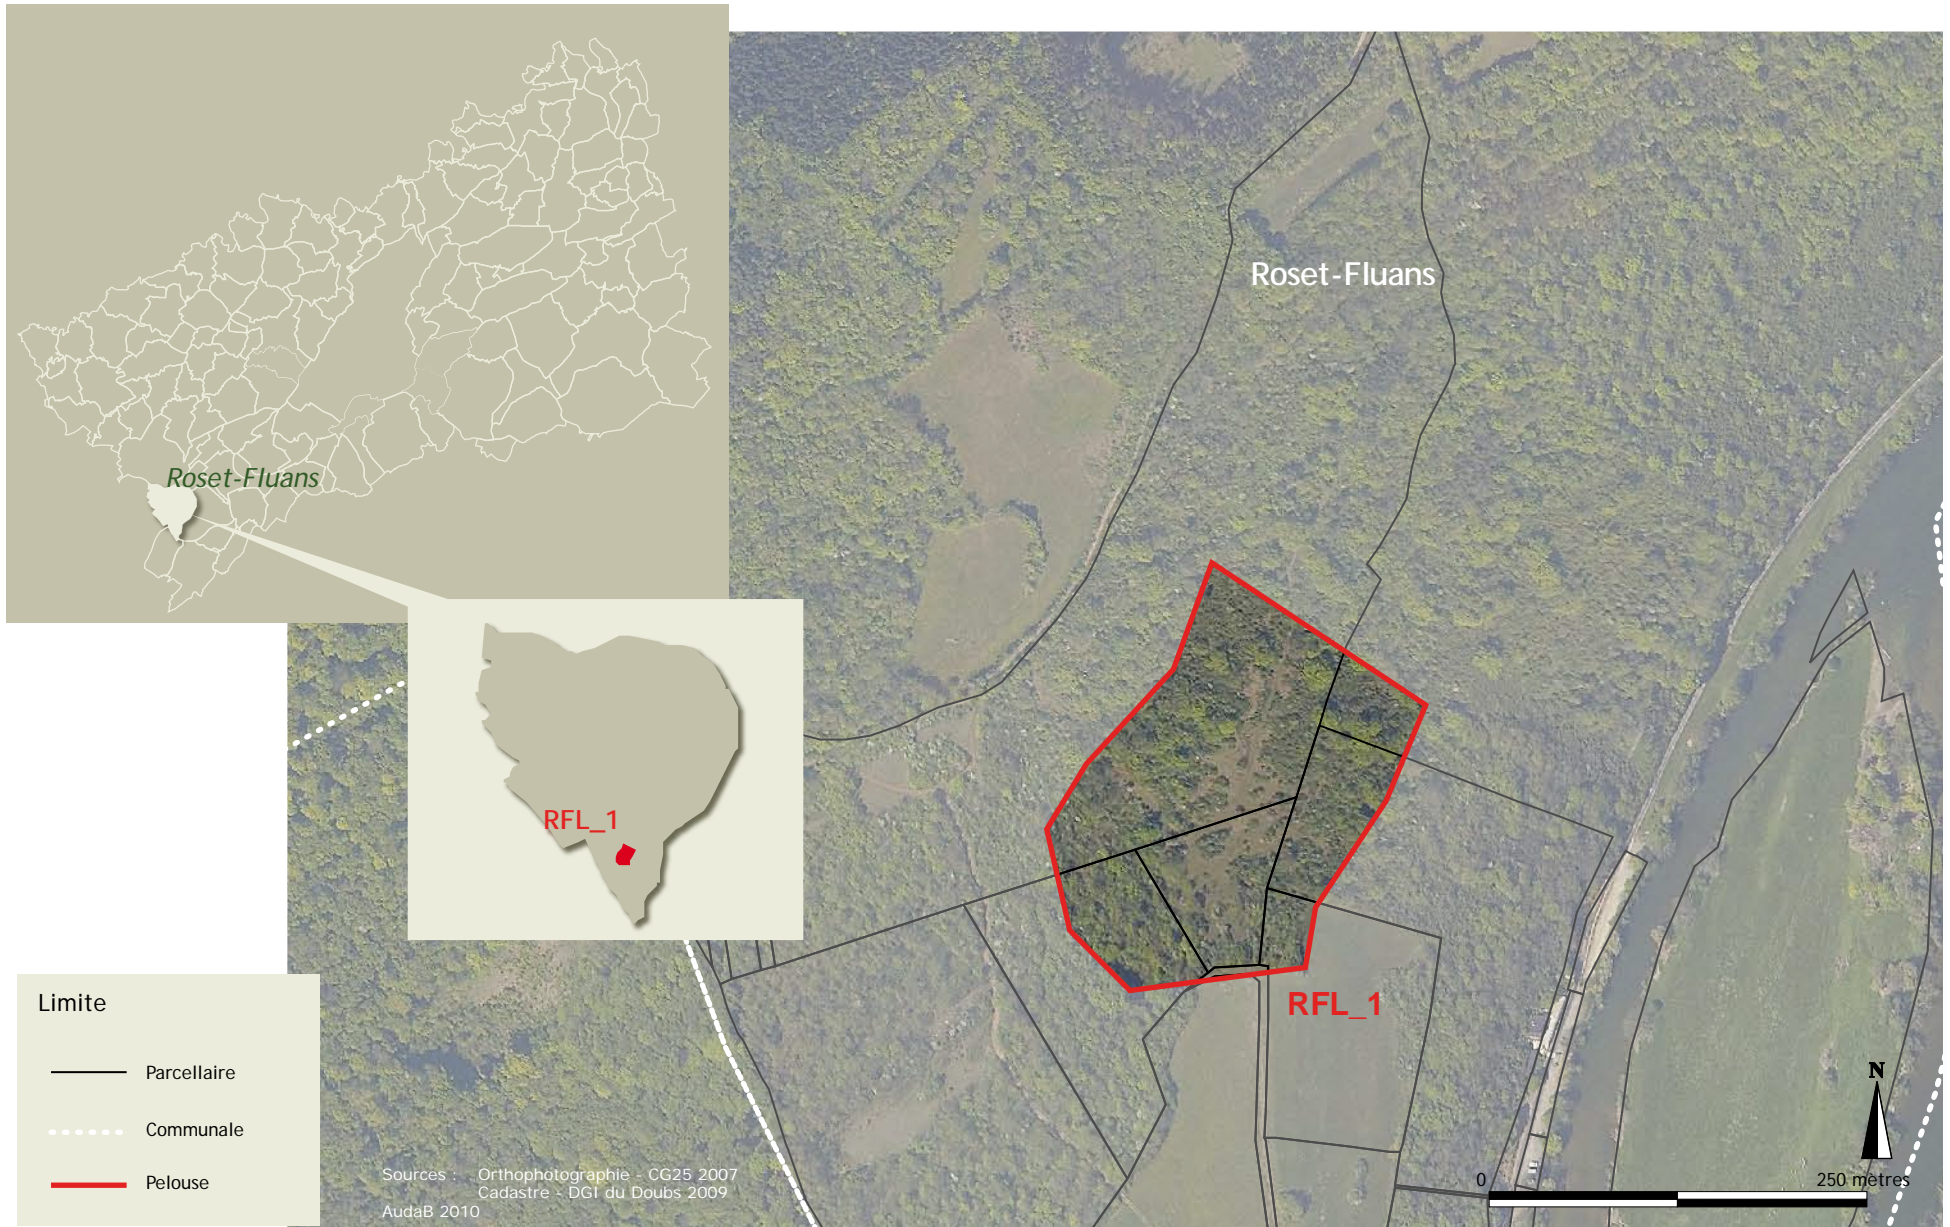 Roset-Fluans
Roset-Fluans
RFL_1
RFL_1
Limite
Parcellaire
Communale
Pelouse
Sources : Orthophotographie - CG25 2007
Cadastre - DGI du Doubs 2009
AudaB 2010
N
0 250 mètres